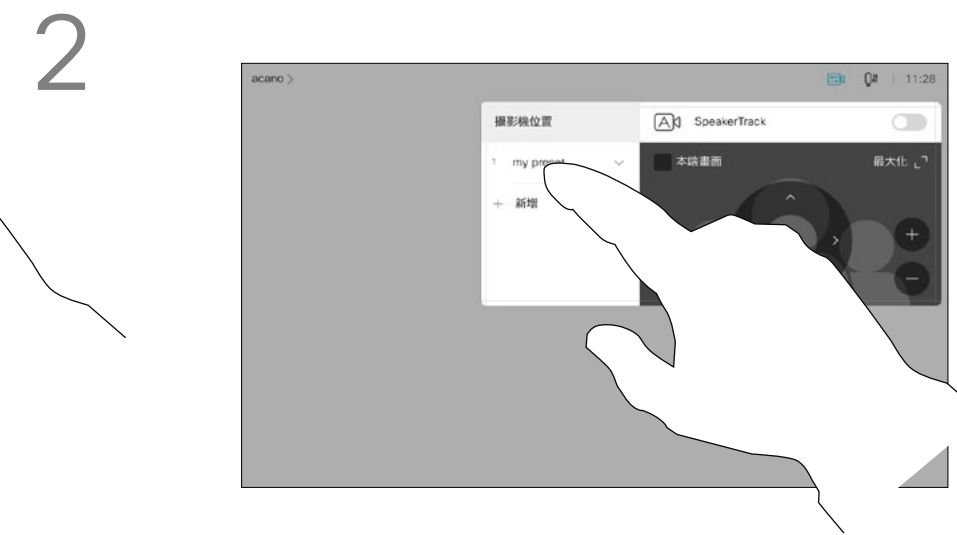 2
acano >
11:28
攝影機位置
SpeakerTrack
1 my preset
本端畫面
最大化
+ 新增